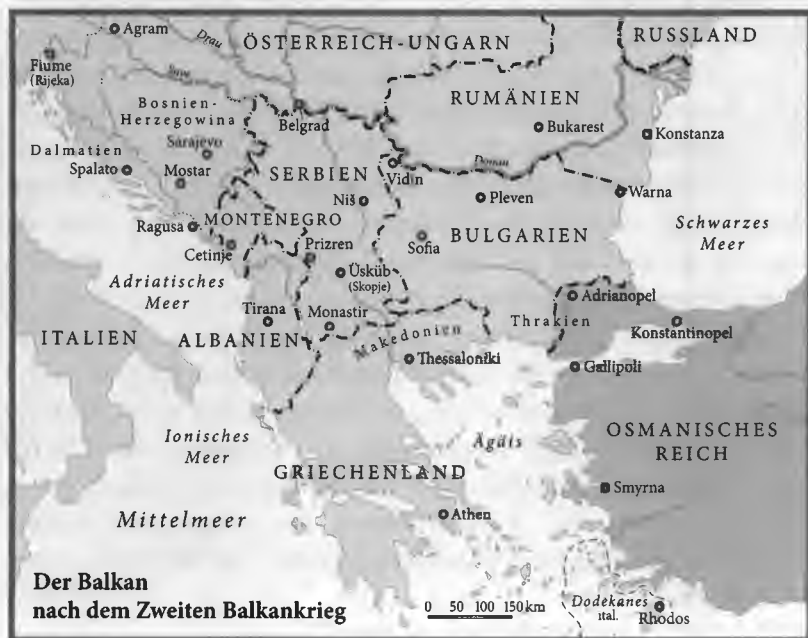 Agram
Drau
ÖSTERREICH-UNGARN
RUSSLAND
Fiume
(Rijeka)
Save
Bosnien-
Herzegowina
Belgrad
RUMÄNIEN
Bukarest
Konstanza
Sarajevo
Dalmatien
Spalato
Mostar
SERBIEN
Donau
Vidin
Niš
Pleven
Warna
Ragusa
MONTENEGRO
Cetinje
Prizren
Sofia
BULGARIEN
Schwarzes
Meer
Adriatisches
Meer
Üsküb
(Skopje)
Adrianopel
Tirana
Monastir
Thrakien
Konstantinopel
ITALIEN
ALBANIEN
Makedonien
Thessaloniki
Gallipoli
Ionisches
Meer
Ägäis
OSMANISCHES
REICH
GRIECHENLAND
Smyrna
Mittelmeer
Athen
Der Balkan
nach dem Zweiten Balkankrieg
0 50 100 150 km
Dodekanes
ital.
Rhodos